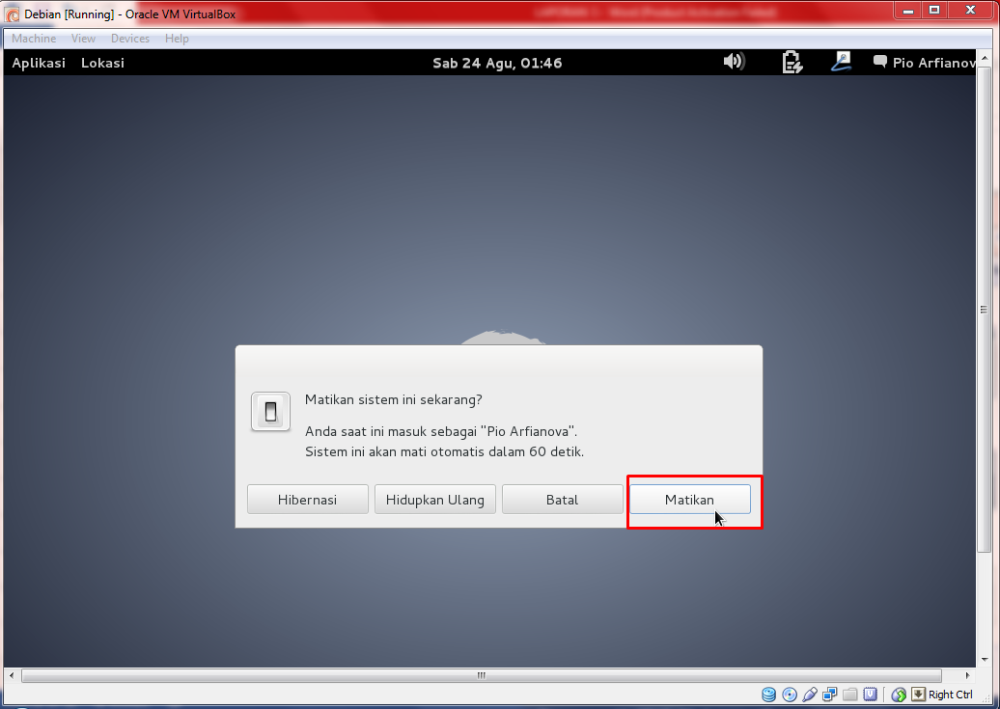 Debian [Running] - Oracle VM VirtualBox
Machine View Devices Help
Aplikasi Lokasi Sab 24 Agu, 01:46 Pio Arfianov
Matikan sistem ini sekarang?
Anda saat ini masuk sebagai "Pio Arfianova".
Sistem ini akan mati otomatis dalam 60 detik.
Hibernasi Hidupkan Ulang Batal Matikan
Right Ctrl